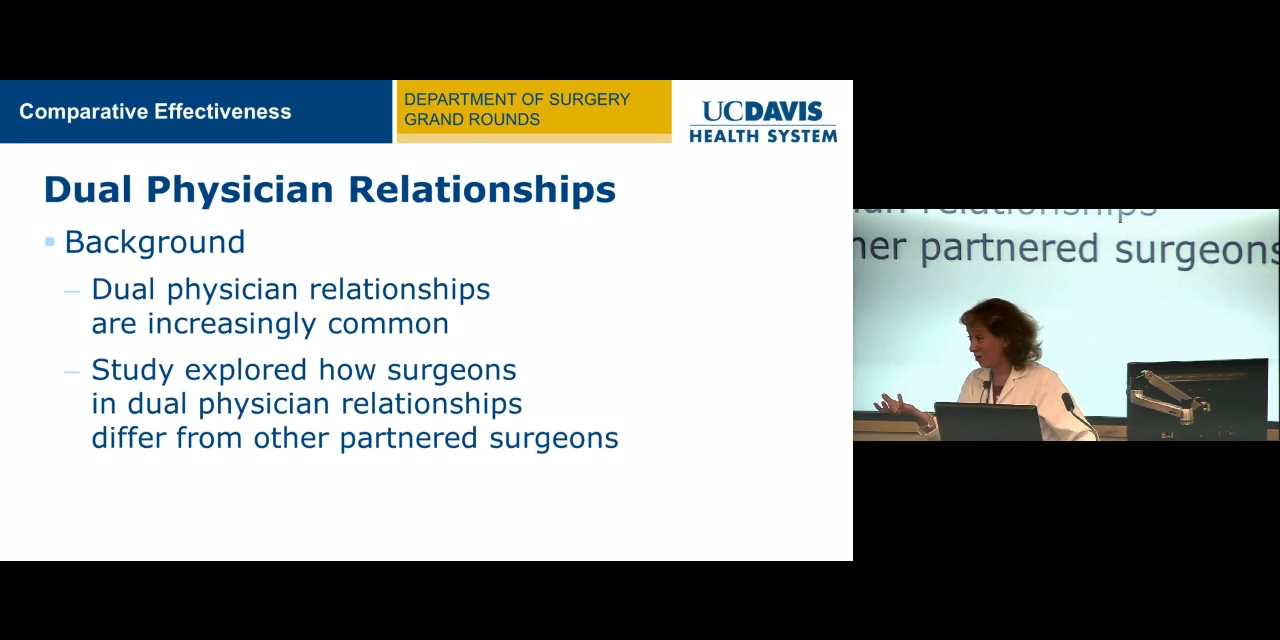 Comparative Effectiveness
DEPARTMENT OF SURGERY
GRAND ROUNDS
UCDAVIS
HEALTH SYSTEM
Dual Physician Relationships
Background
– Dual physician relationships
are increasingly common
– Study explored how surgeons
in dual physician relationships
differ from other partnered surgeons
relationships
her partnered surgeons